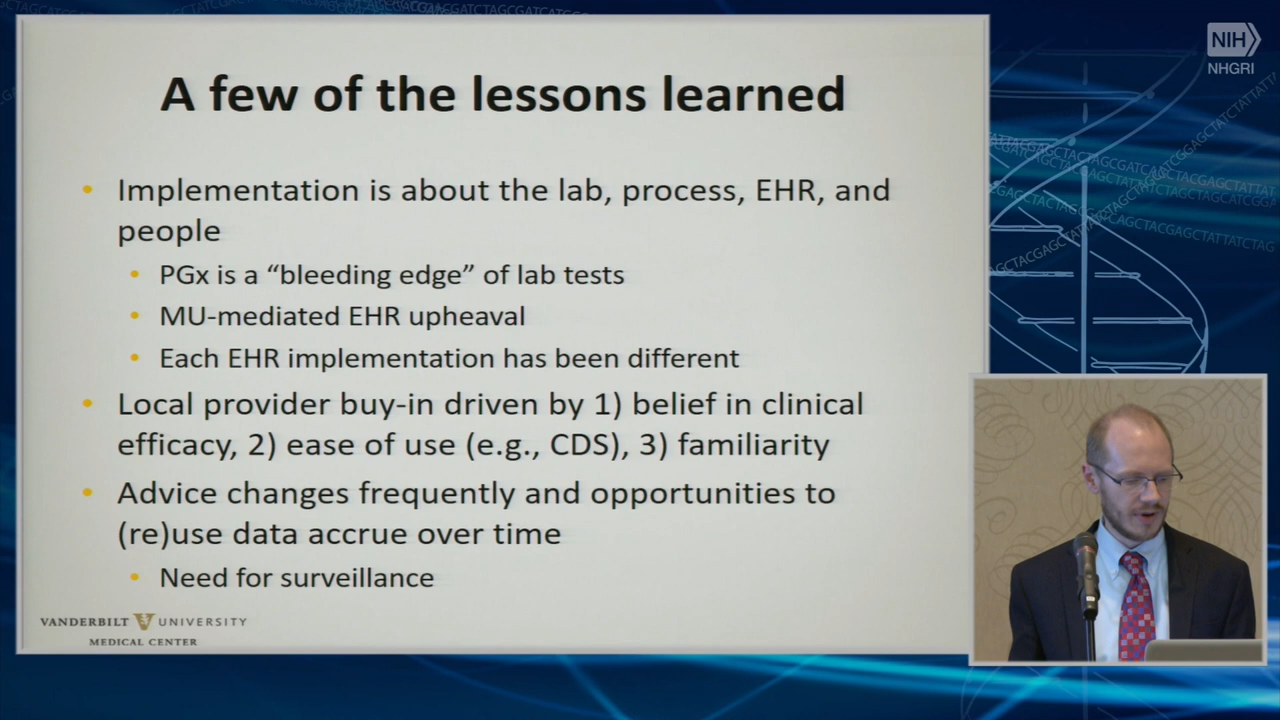 NIH
NHGRI
A few of the lessons learned
• Implementation is about the lab, process, EHR, and
people
• PGx is a “bleeding edge” of lab tests
• MU-mediated EHR upheaval
• Each EHR implementation has been different
• Local provider buy-in driven by 1) belief in clinical
efficacy, 2) ease of use (e.g., CDS), 3) familiarity
• Advice changes frequently and opportunities to
(re)use data accrue over time
• Need for surveillance
VANDERBILT UNIVERSITY
MEDICAL CENTER